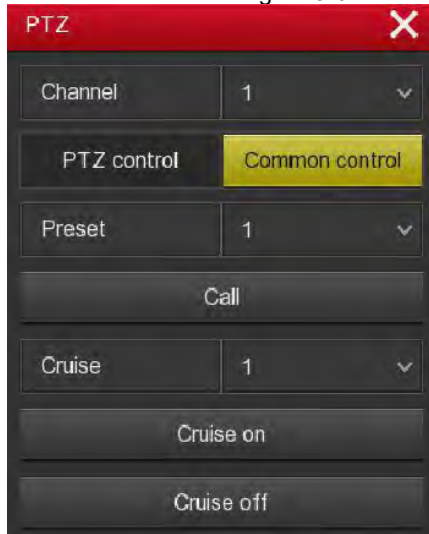 PTZ
Channel 1
PTZ control Common control
Preset 1
Call
Cruise 1
Cruise on
Cruise off